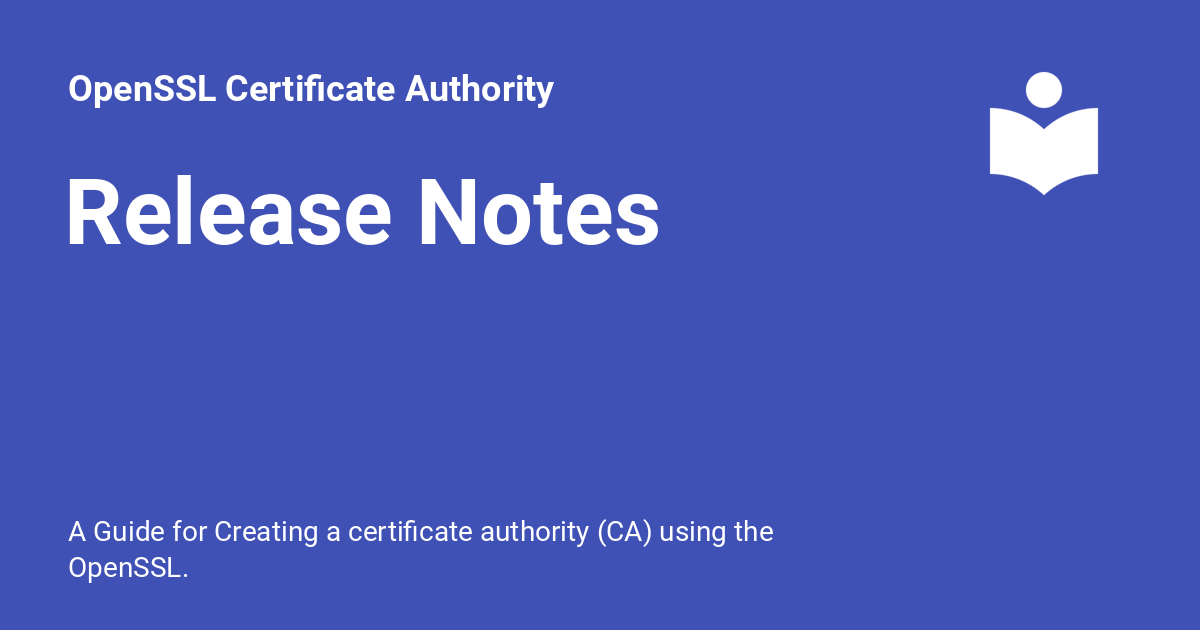 OpenSSL Certificate Authority
Release Notes
A Guide for Creating a certificate authority (CA) using the
OpenSSL.